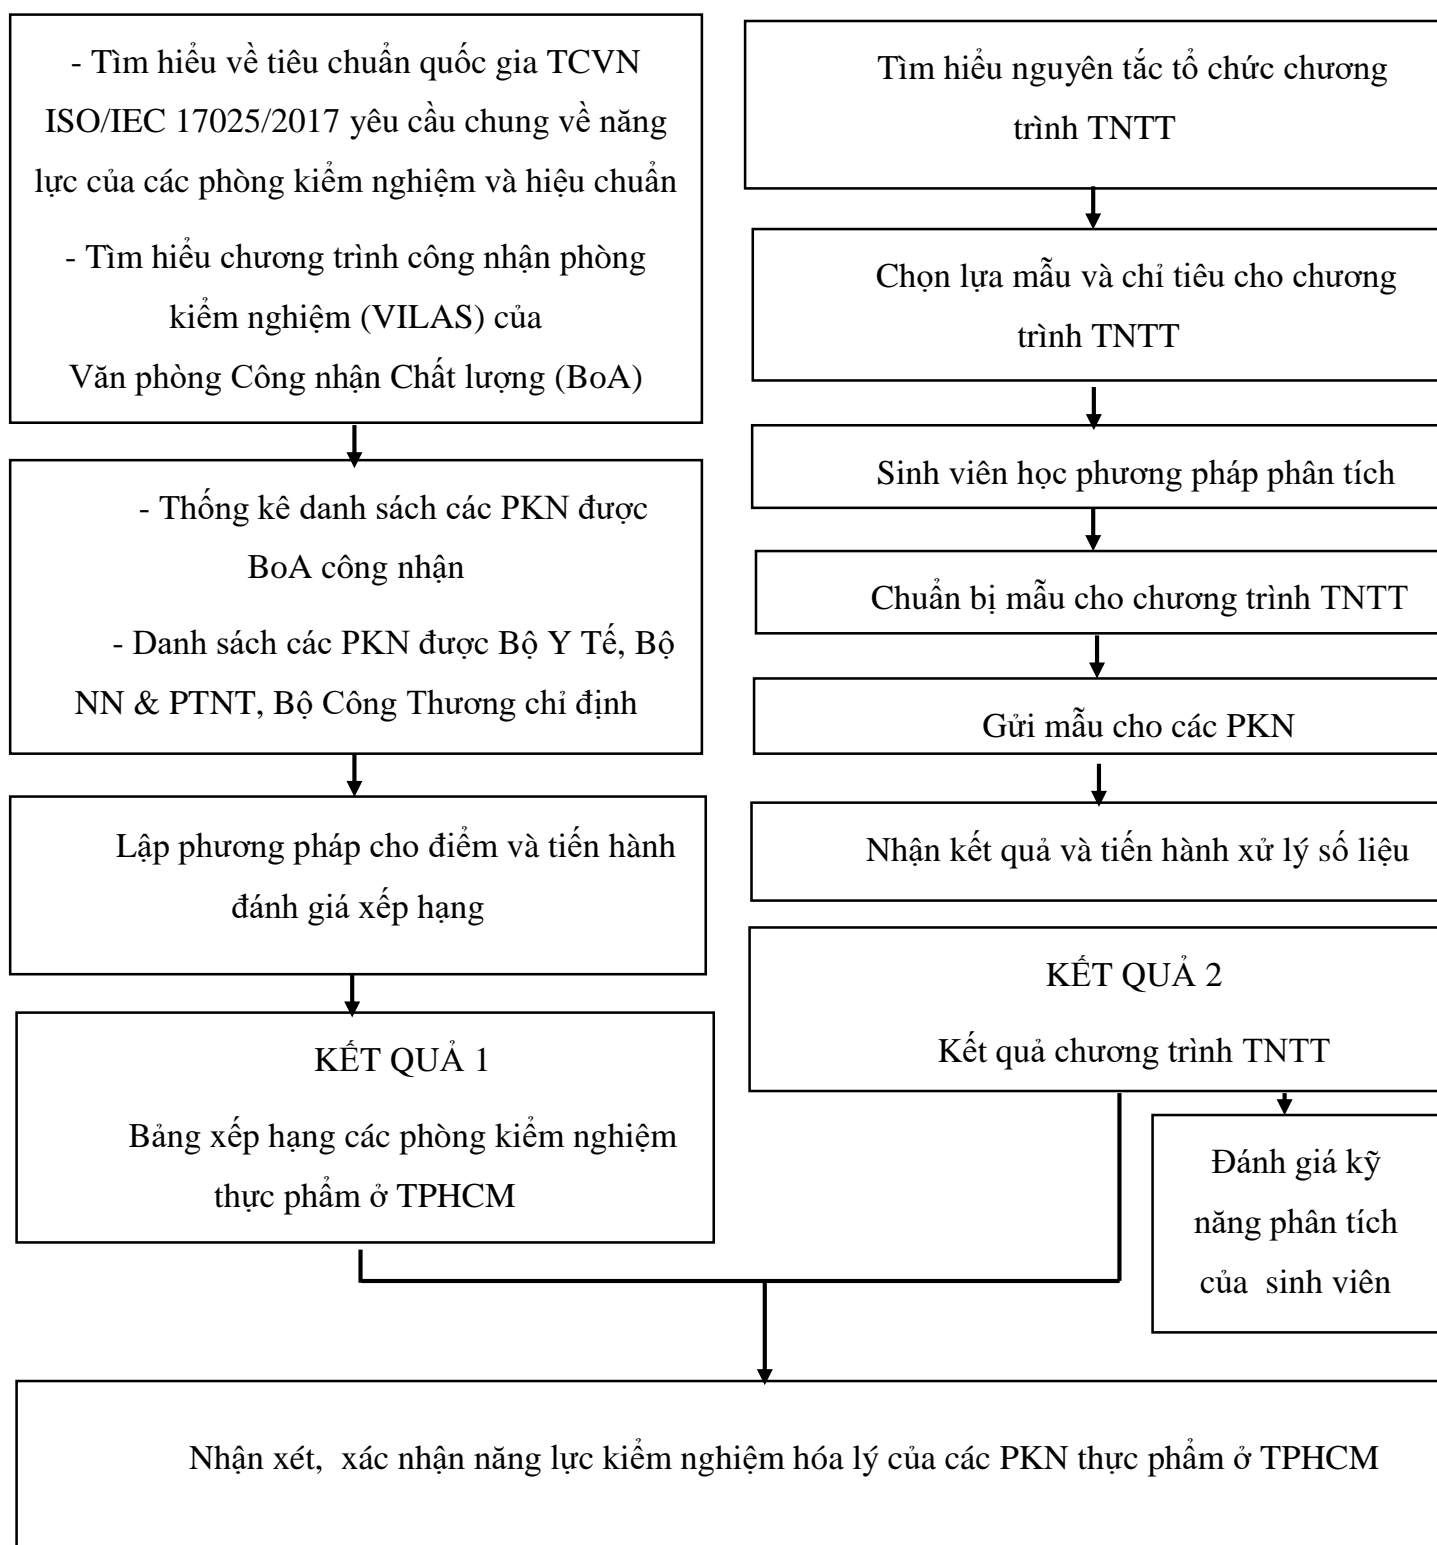 - Tìm hiểu về tiêu chuẩn quốc gia TCVN
ISO/IEC 17025/2017 yêu cầu chung về năng
lực của các phòng kiểm nghiệm và hiệu chuẩn
- Tìm hiểu chương trình công nhận phòng
kiểm nghiệm (VILAS) của
Văn phòng Công nhận Chất lượng (BoA)
- Thống kê danh sách các PKN được
BoA công nhận
- Danh sách các PKN được Bộ Y Tế, Bộ
NN & PTNT, Bộ Công Thương chỉ định
Lập phương pháp cho điểm và tiến hành
đánh giá xếp hạng
KẾT QUẢ 1
Bảng xếp hạng các phòng kiểm nghiệm
thực phẩm ở TPHCM
Tìm hiểu nguyên tắc tổ chức chương
trình TNTT
Chọn lựa mẫu và chỉ tiêu cho chương
trình TNTT
Sinh viên học phương pháp phân tích
Chuẩn bị mẫu cho chương trình TNTT
Gửi mẫu cho các PKN
Nhận kết quả và tiến hành xử lý số liệu
KẾT QUẢ 2
Kết quả chương trình TNTT
Đánh giá kỹ
năng phân tích
của  sinh viên
Nhận xét,  xác nhận năng lực kiểm nghiệm hóa lý của các PKN thực phẩm ở TPHCM